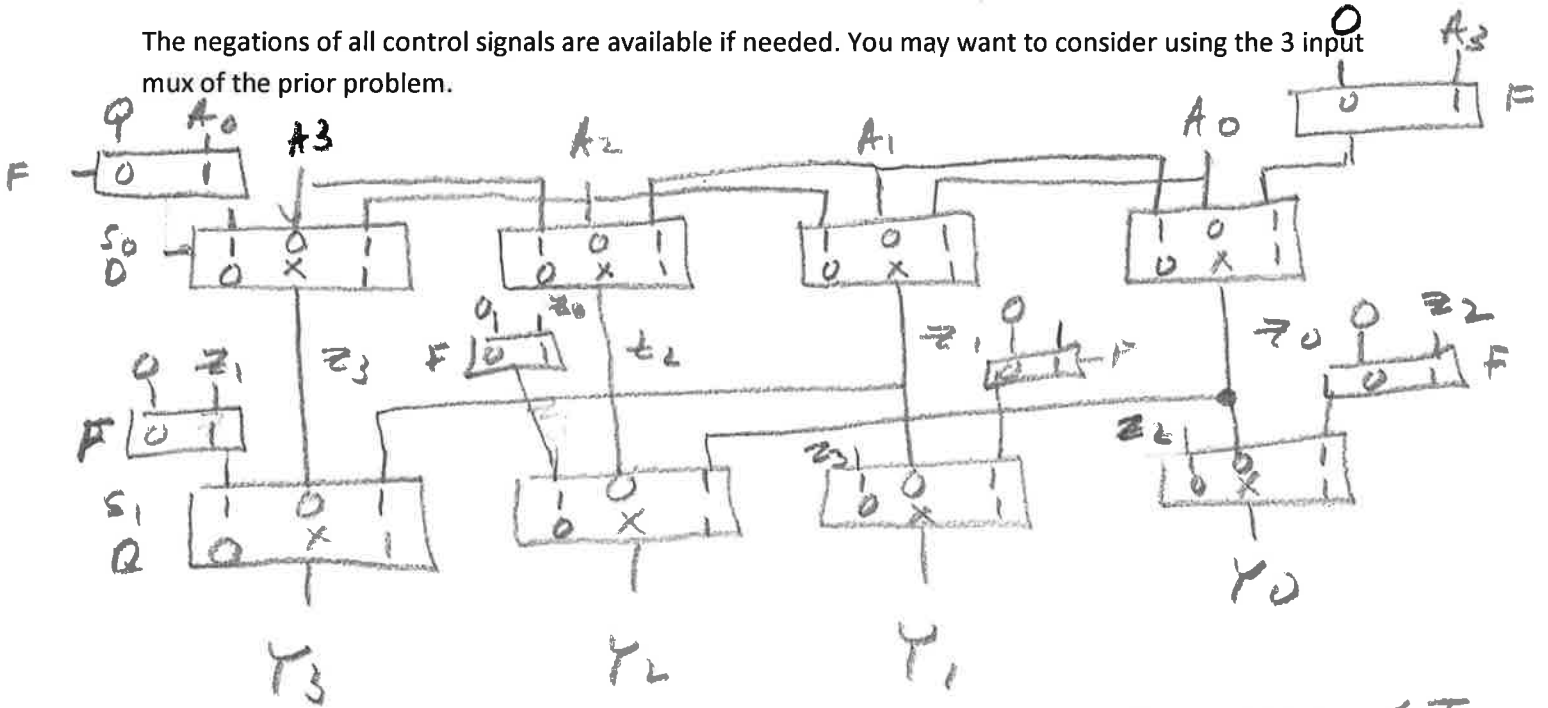 The negations of all control signals are available if needed. You may want to consider using the 3 input
mux of the prior problem.
0 A3
0 1 F
Q A0 A3 A2 A1 A0
F 0 1
S0 1 0 1 1 0 1 1 0 1 1 0 1
D 0 X 1 0 X 1 0 X 1 0 X 1
0 Z1 Z3 0 Z0 Z2 Z1 0 1 Z0 0 Z2
F 0 1 F 0 1 0 1 F 0 1 F
Z3 Z2
S1 1 0 1 1 0 1 1 0 1 1 0 1
Q 0 X 1 0 X 1 0 X 1 0 X 1
Y3 Y2 Y1 Y0